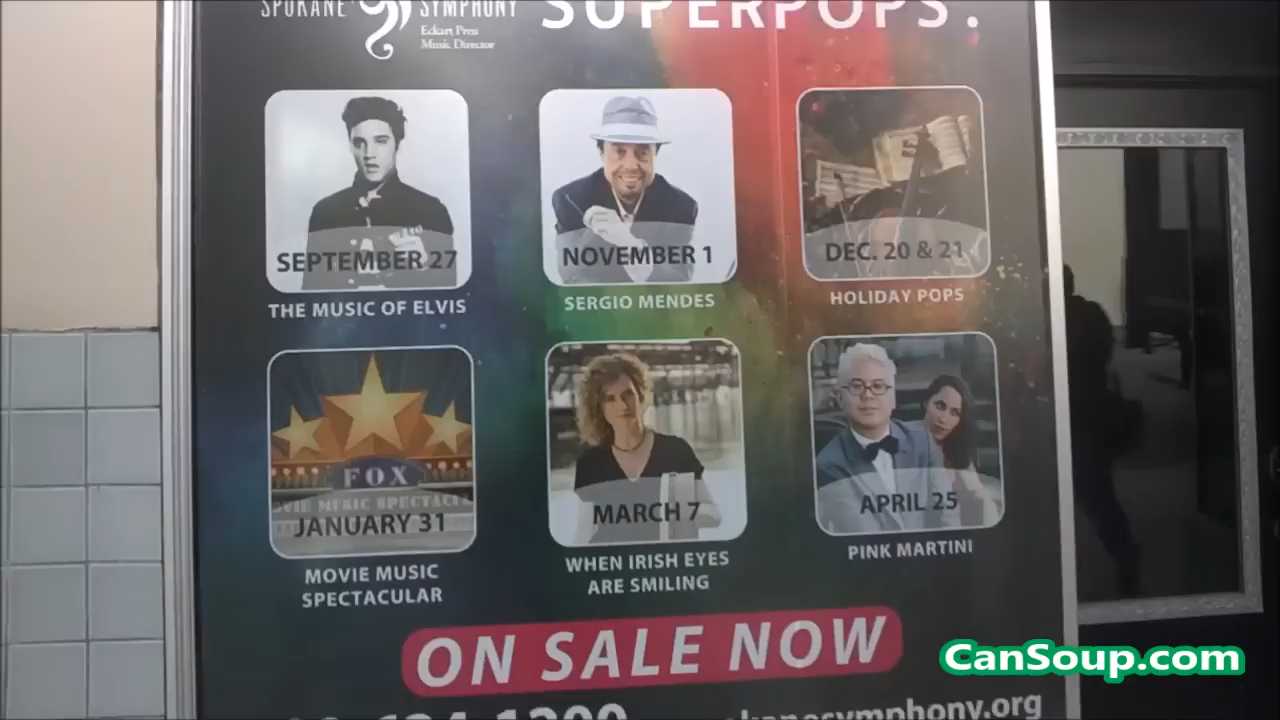 SPOKANE SYMPHONY
Eckart Preu
Music Director
SUPERPOPS.
SEPTEMBER 27
THE MUSIC OF ELVIS
NOVEMBER 1
SERGIO MENDES
DEC. 20 & 21
HOLIDAY POPS
FOX
JANUARY 31
MOVIE MUSIC
SPECTACULAR
MARCH 7
WHEN IRISH EYES
ARE SMILING
APRIL 25
PINK MARTINI
ON SALE NOW
CanSoup.com